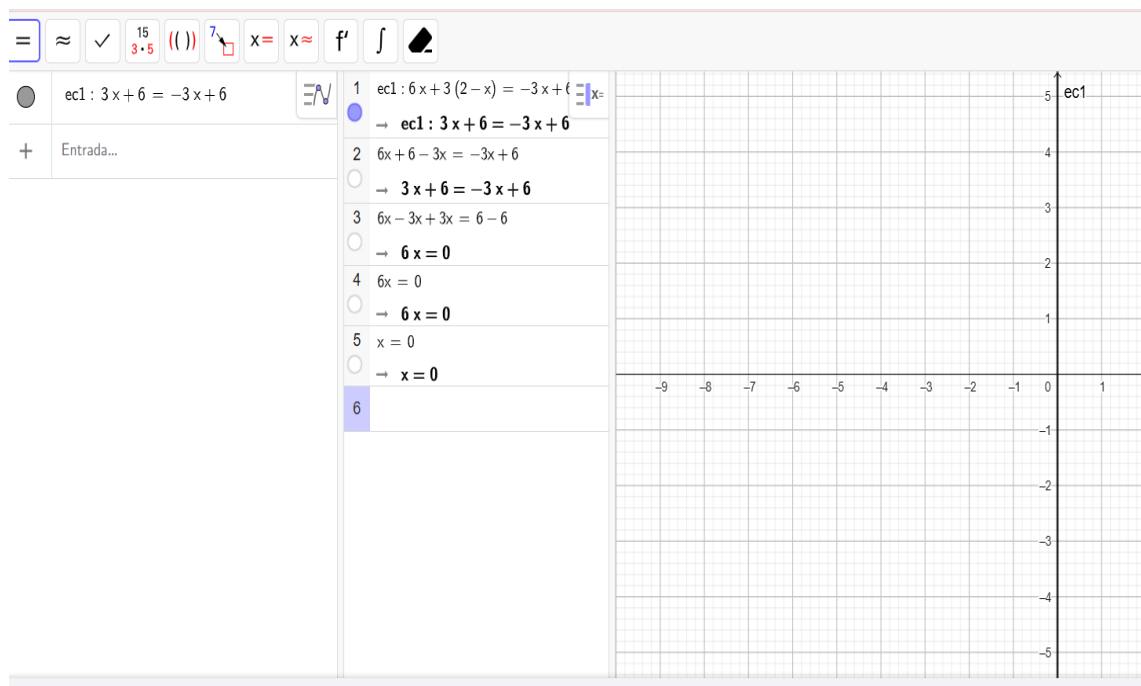 = ≈ ✓ 15 3·5 (( )) 7 x= x≈ f' ∫
ec1 : 3 x + 6 = −3 x + 6
+ Entrada...
x=
1 ec1 : 6 x + 3 (2 − x) = −3 x + 6
→ ec1 : 3 x + 6 = −3 x + 6
2 6x + 6 − 3x = −3x + 6
→ 3 x + 6 = −3 x + 6
3 6x − 3x + 3x = 6 − 6
→ 6 x = 0
4 6x = 0
→ 6 x = 0
5 x = 0
→ x = 0
6
5 ec1
4
3
2
1
−9 −8 −7 −6 −5 −4 −3 −2 −1 0 1
−1
−2
−3
−4
−5